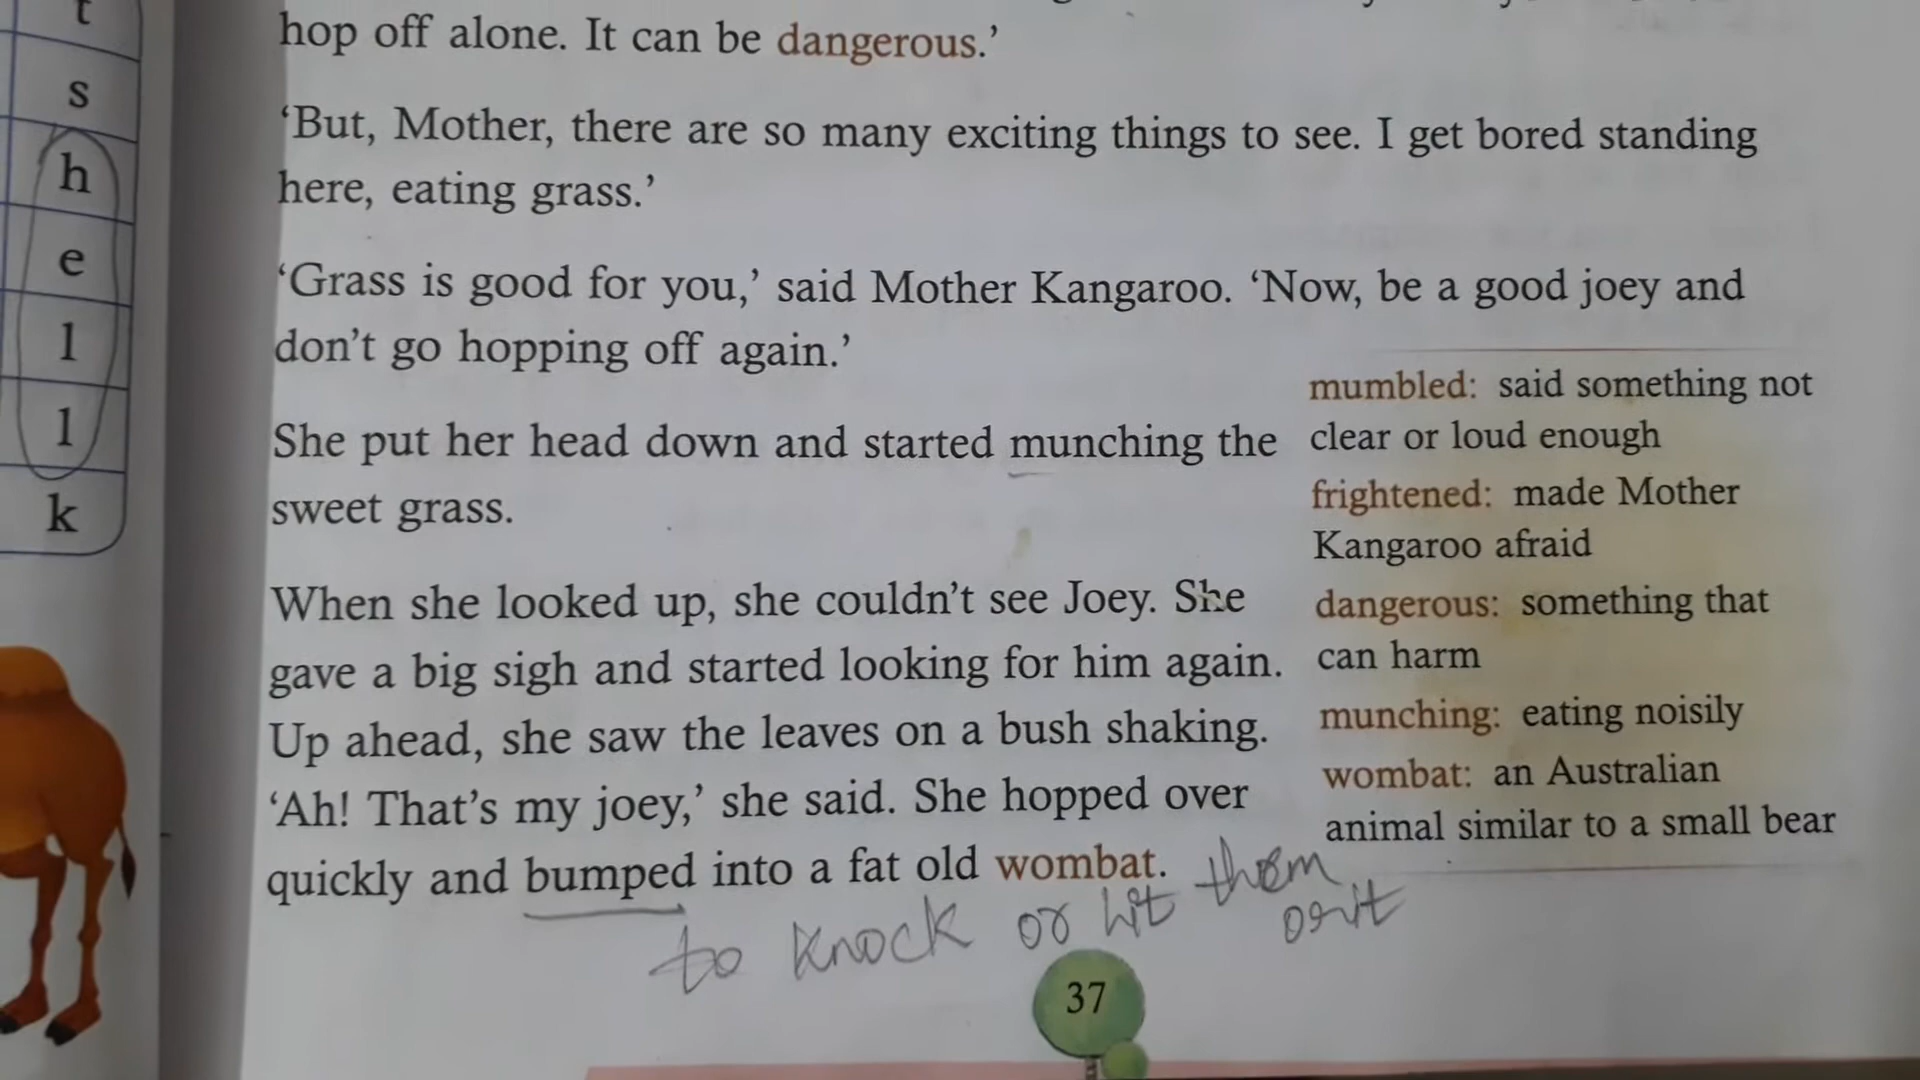 t
s
h
e
l
l
k
hop off alone. It can be dangerous.’
‘But, Mother, there are so many exciting things to see. I get bored standing
here, eating grass.’
‘Grass is good for you,’ said Mother Kangaroo. ‘Now, be a good joey and
don’t go hopping off again.’
She put her head down and started munching the
sweet grass.
When she looked up, she couldn’t see Joey. She
gave a big sigh and started looking for him again.
Up ahead, she saw the leaves on a bush shaking.
‘Ah! That’s my joey,’ she said. She hopped over
quickly and bumped into a fat old wombat.
to knock or hit them
or it
mumbled: said something not
clear or loud enough
frightened: made Mother
Kangaroo afraid
dangerous: something that
can harm
munching: eating noisily
wombat: an Australian
animal similar to a small bear
37